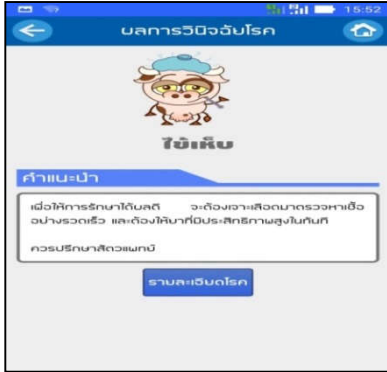 15:52
ผลการวินิจฉัยโรค
ไข้เห็บ
คำแนะนำ
เพื่อให้การรักษาได้ผลดี จะต้องเจาะเลือดมาตรวจหาเชื้อ
อย่างรวดเร็ว และต้องให้ยาที่มีประสิทธิภาพสูงในทันที
ควรปรึกษาสัตวแพทย์
รายละเอียดโรค